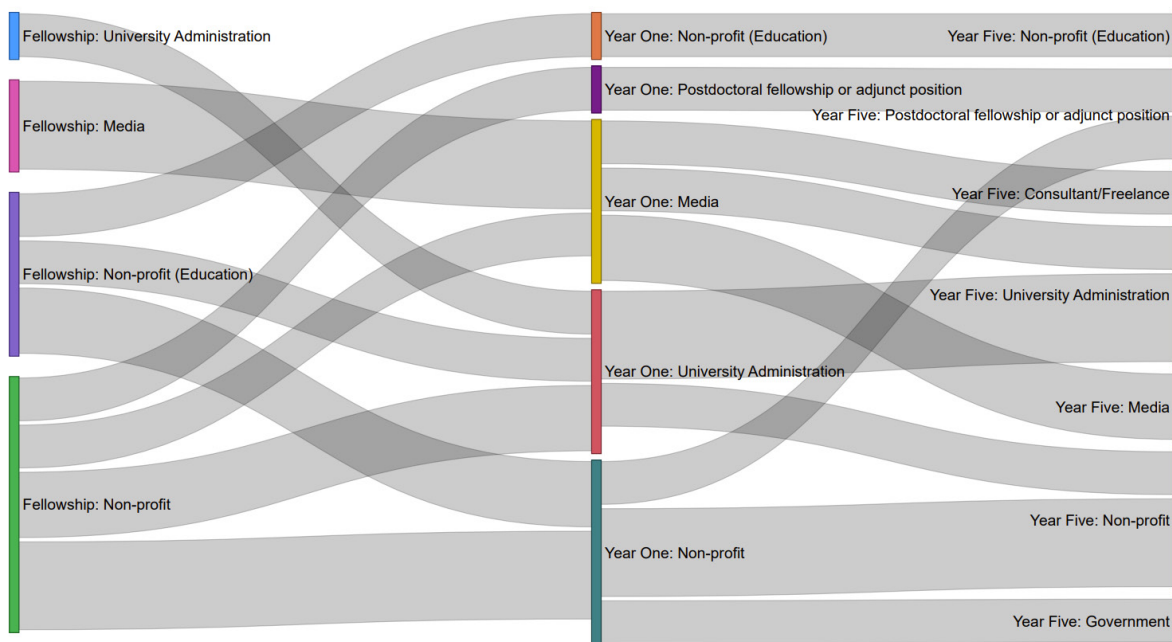 Fellowship: University Administration
Fellowship: Media
Fellowship: Non-profit (Education)
Fellowship: Non-profit
Year One: Non-profit (Education)
Year One: Postdoctoral fellowship or adjunct position
Year One: Media
Year One: University Administration
Year One: Non-profit
Year Five: Non-profit (Education)
Year Five: Postdoctoral fellowship or adjunct position
Year Five: Consultant/Freelance
Year Five: University Administration
Year Five: Media
Year Five: Non-profit
Year Five: Government